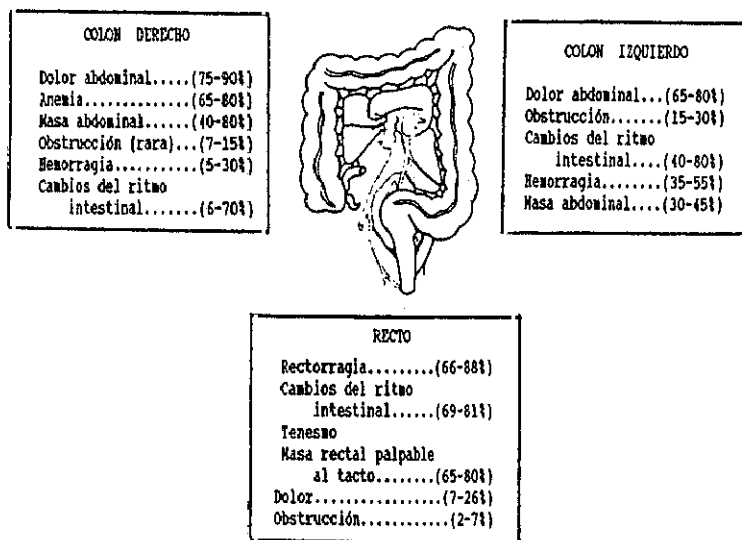 COLON DERECHO
Dolor abdominal.....(75-90%)
Anemia..............(65-80%)
Masa abdominal......(40-80%)
Obstrucción (rara)...(7-15%)
Hemorragia...........(5-30%)
Cambios del ritmo
intestinal.......(6-70%)
COLON IZQUIERDO
Dolor abdominal...(65-80%)
Obstrucción.......(15-30%)
Cambios del ritmo
intestinal....(40-80%)
Hemorragia........(35-55%)
Masa abdominal....(30-45%)
RECTO
Rectorragia.........(66-88%)
Cambios del ritmo
intestinal......(69-81%)
Tenesmo
Masa rectal palpable
al tacto........(65-80%)
Dolor................(7-26%)
Obstrucción............(2-7%)